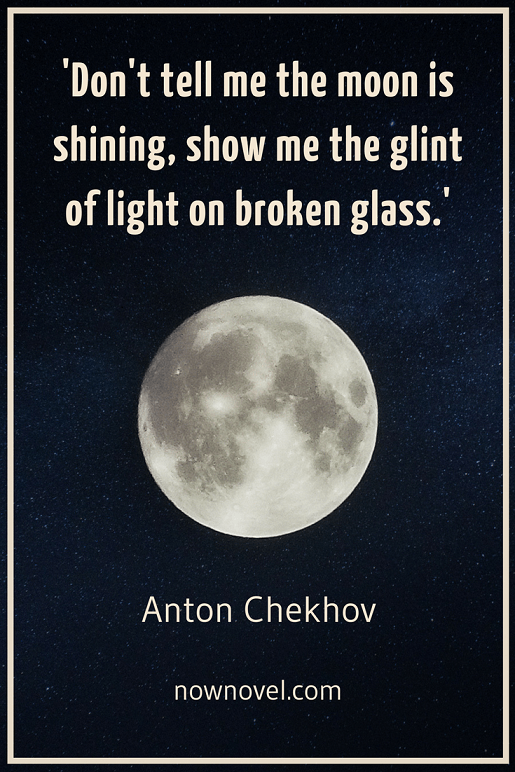 'Don't tell me the moon is
shining, show me the glint
of light on broken glass.'
Anton Chekhov
nownovel.com